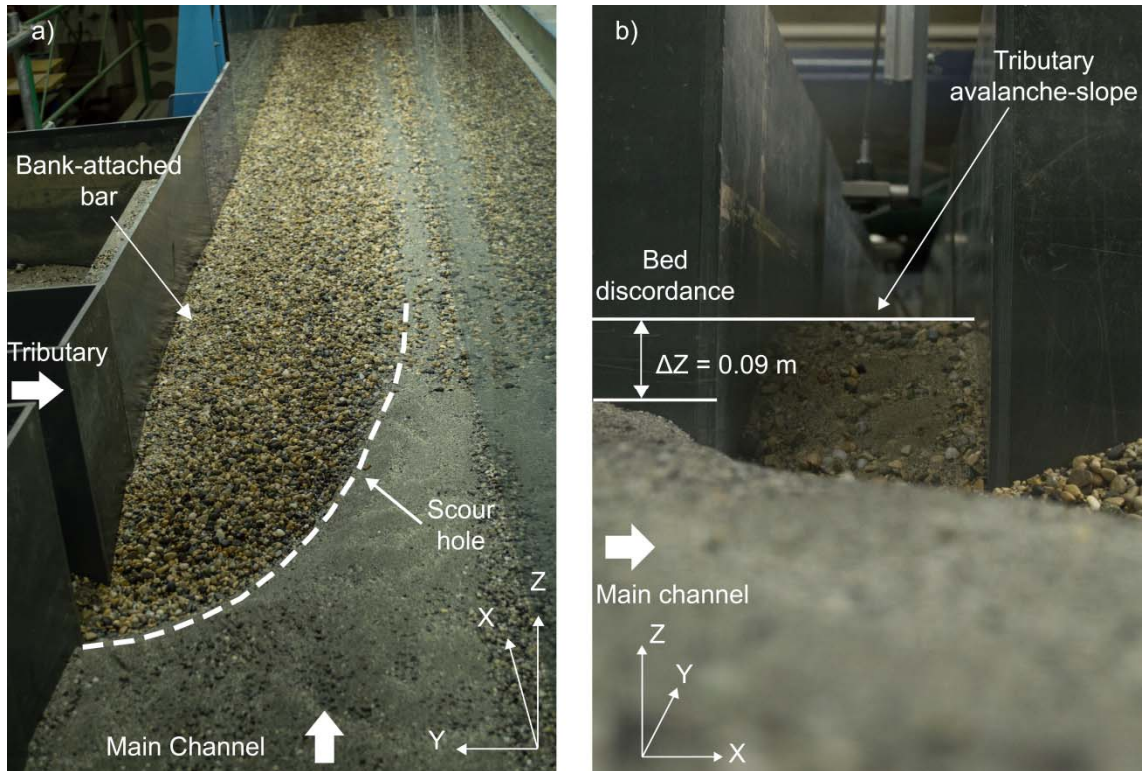 a)
Bank-attached
bar
Tributary
Scour
hole
Z
X
Y
Main Channel
b)
Tributary
avalanche-slope
Bed
discordance
ΔZ = 0.09 m
Main channel
Z
Y
X